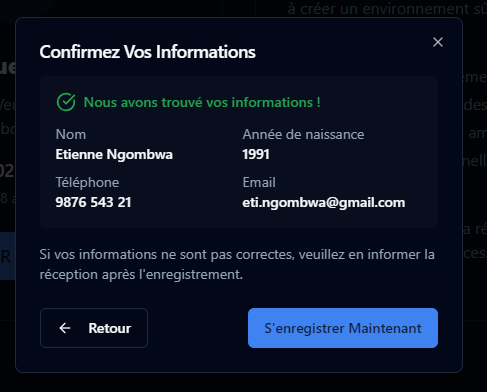 à créer un environnement sû
Confirmez Vos Informations
Nous avons trouvé vos informations !
Nom
Année de naissance
Etienne Ngombwa
1991
Téléphone
Email
9876 543 21
eti.ngombwa@gmail.com
Si vos informations ne sont pas correctes, veuillez en informer la
réception après l'enregistrement.
Retour
S'enregistrer Maintenant